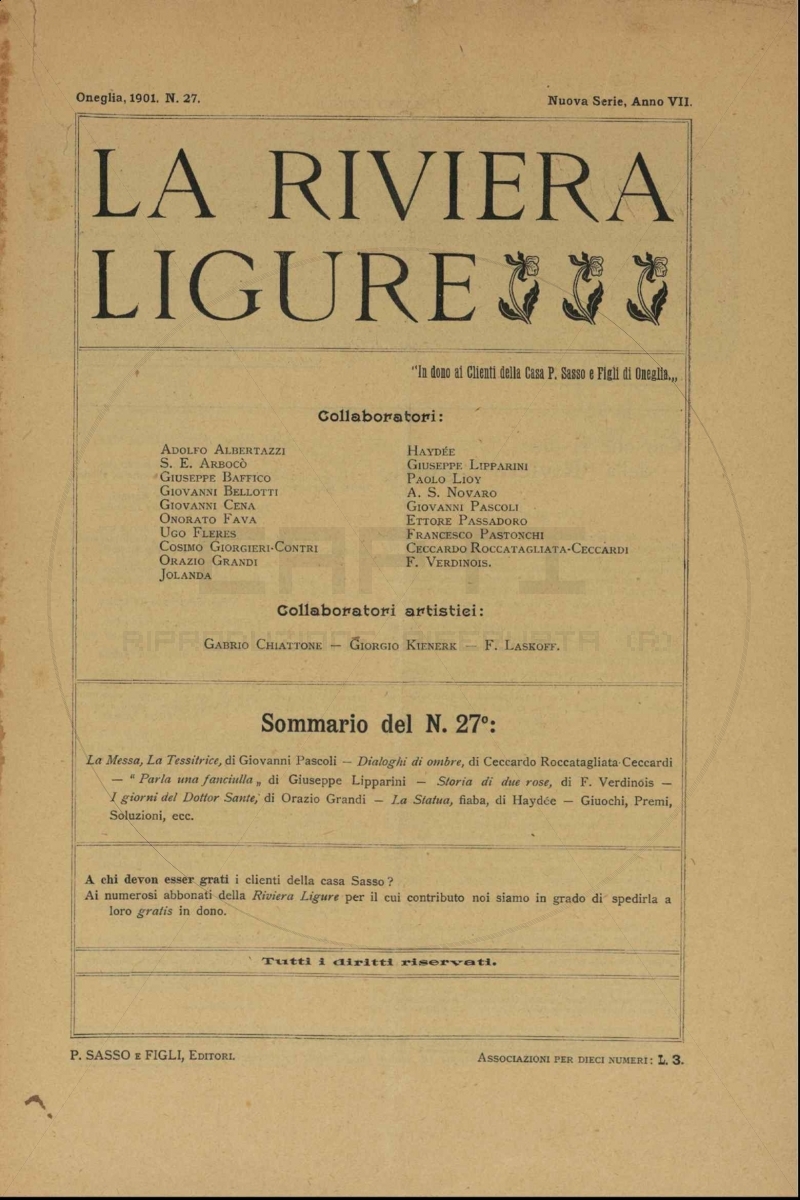 Oneglia, 1901. N. 27.
Nuova Serie, Anno VII.
LA RIVIERA
LIGURE
"In dono ai Clienti della Casa P. Sasso e Figli di Oneglia.„
Collaboratori:
ADOLFO ALBERTAZZI
S. E. ARBOCÒ
GIUSEPPE BAFFICO
GIOVANNI BELLOTTI
GIOVANNI CENA
ONORATO FAVA
UGO FLERES
COSIMO GIORGIERI-CONTRI
ORAZIO GRANDI
JOLANDA
HAYDÉE
GIUSEPPE LIPPARINI
PAOLO LIOY
A. S. NOVARO
GIOVANNI PASCOLI
ETTORE PASSADORO
FRANCESCO PASTONCHI
CECCARDO ROCCATAGLIATA-CECCARDI
F. VERDINOIS.
Collaboratori artistici:
GABRIO CHIATTONE — GIORGIO KIENERK — F. LASKOFF.
Sommario del N. 27º:
La Messa, La Tessitrice, di Giovanni Pascoli — Dialoghi di ombre, di Ceccardo Roccatagliata-Ceccardi
— " Parla una fanciulla „ di Giuseppe Lipparini — Storia di due rose, di F. Verdinois —
I giorni del Dottor Sante, di Orazio Grandi — La Statua, fiaba, di Haydée — Giuochi, Premi,
Soluzioni, ecc.
A chi devon esser grati i clienti della casa Sasso?
Ai numerosi abbonati della Riviera Ligure per il cui contributo noi siamo in grado di spedirla a
loro gratis in dono.
Tutti i diritti riservati.
P. SASSO E FIGLI, EDITORI.
ASSOCIAZIONI PER DIECI NUMERI: L. 3.